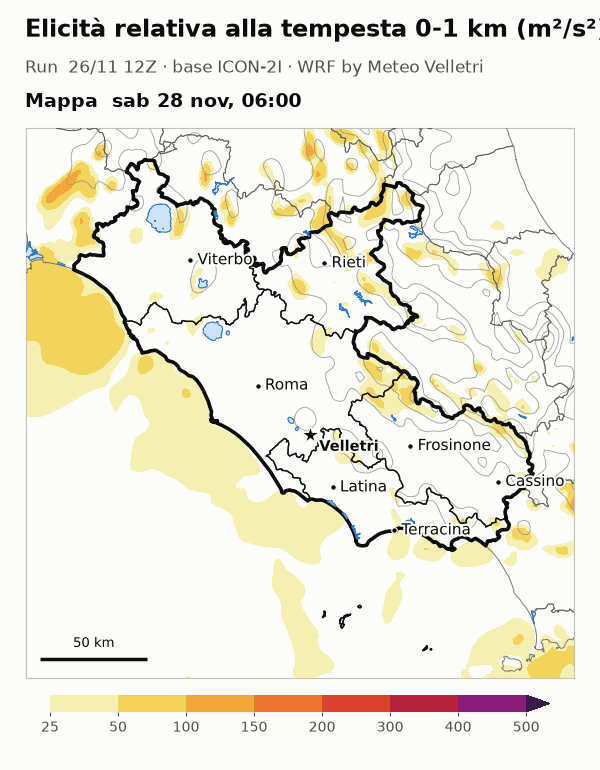 Elicità relativa alla tempesta 0-1 km (m²/s²)
Run  26/11 12Z · base ICON-2I · WRF by Meteo Velletri
Mappa  sab 28 nov, 06:00
Viterbo
Rieti
Roma
Velletri
Frosinone
Cassino
Latina
Terracina
50 km
25 50 100 150 200 300 400 500